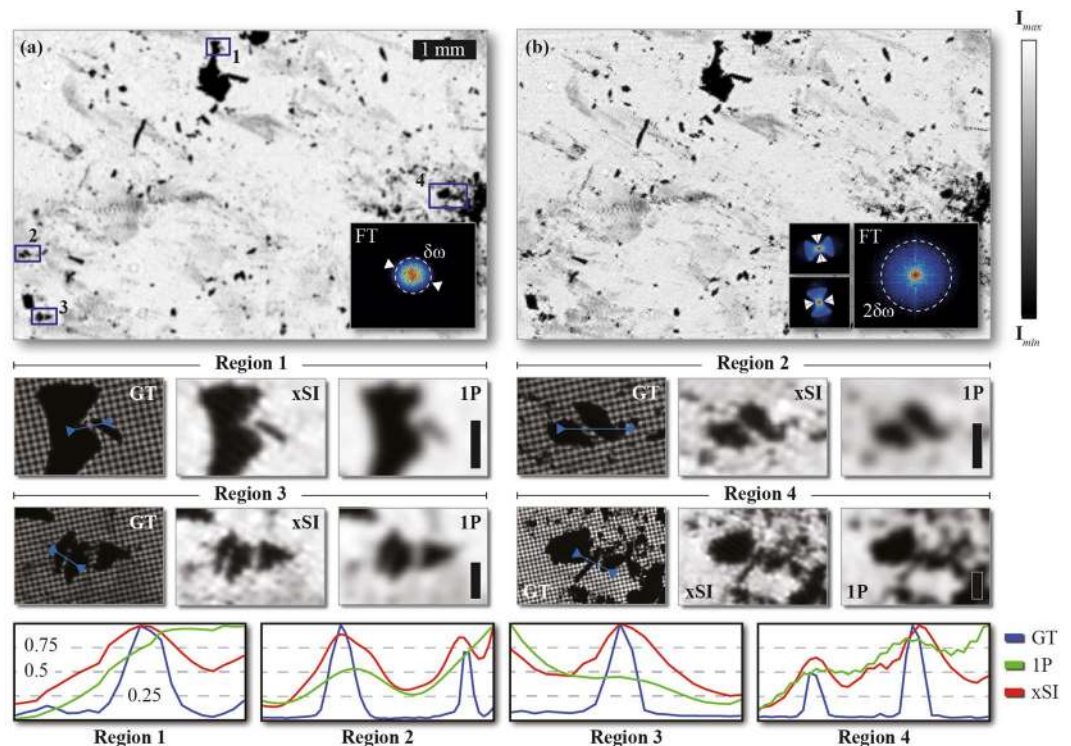 I max
(a)
1
1 mm
(b)
4
2
3
FT
δω
FT
2δω
I min
Region 1
Region 2
GT
xSI
1P
GT
xSI
1P
Region 3
Region 4
GT
xSI
1P
GT
xSI
1P
0.75
0.5
0.25
GT
1P
xSI
Region 1
Region 2
Region 3
Region 4